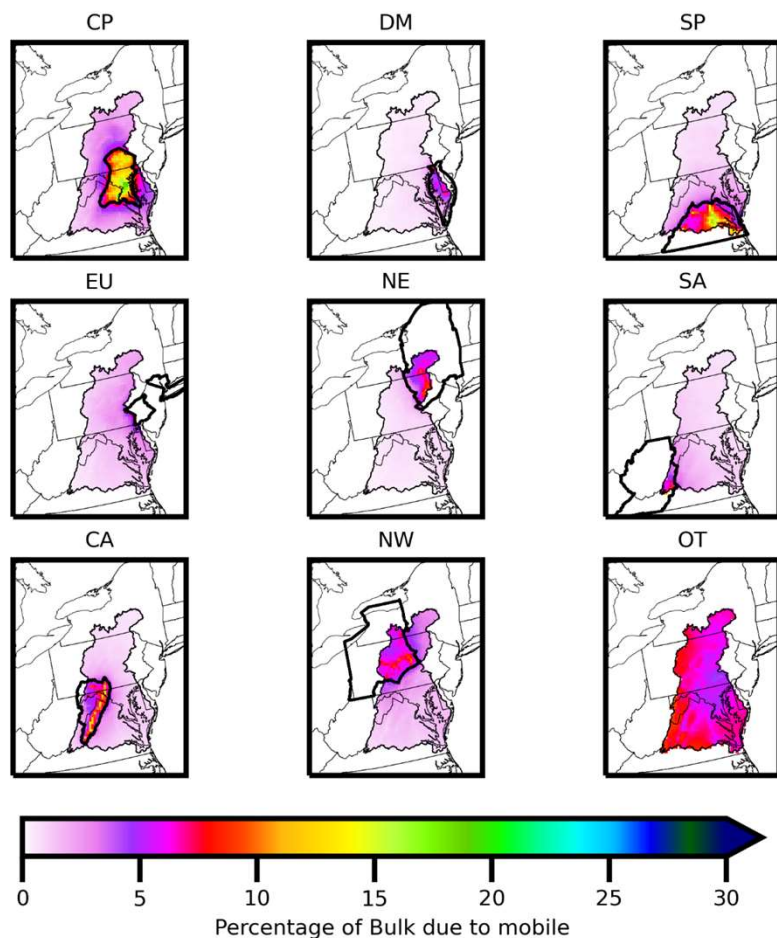 CP
DM
SP
EU
NE
SA
CA
NW
OT
0 5 10 15 20 25 30
Percentage of Bulk due to mobile